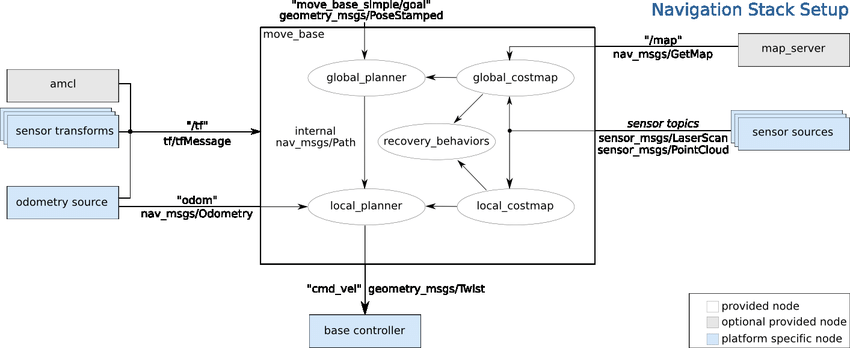 Navigation Stack Setup
"move_base_simple/goal"
geometry_msgs/PoseStamped
move_base
"/map"
nav_msgs/GetMap
map_server
global_planner
global_costmap
amcl
sensor transforms
"/tf"
tf/tfMessage
internal
nav_msgs/Path
recovery_behaviors
sensor topics
sensor_msgs/LaserScan
sensor_msgs/PointCloud
sensor sources
odometry source
"odom"
nav_msgs/Odometry
local_planner
local_costmap
"cmd_vel"
geometry_msgs/Twist
base controller
provided node
optional provided node
platform specific node